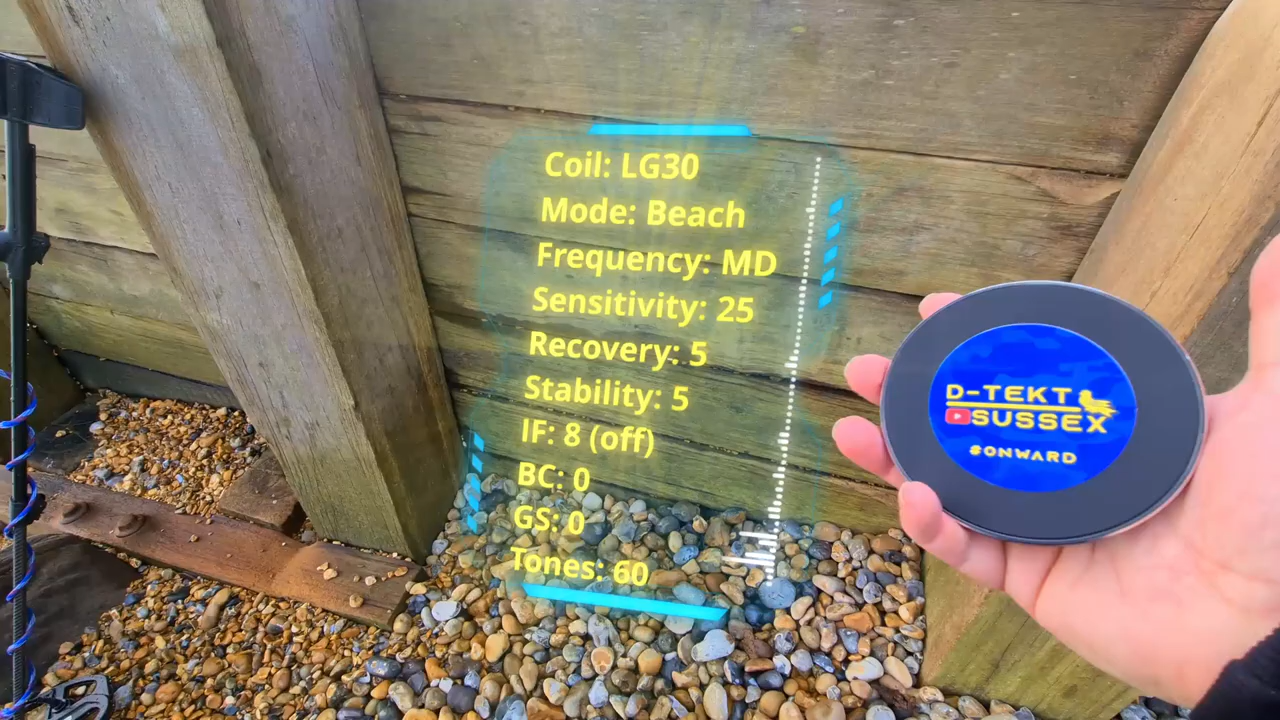 Coil: LG30
Mode: Beach
Frequency: MD
Sensitivity: 25
Recovery: 5
Stability: 5
IF: 8 (off)
BC: 0
GS: 0
Tones: 60
D-TEKT
SUSSEX
#ONWARD